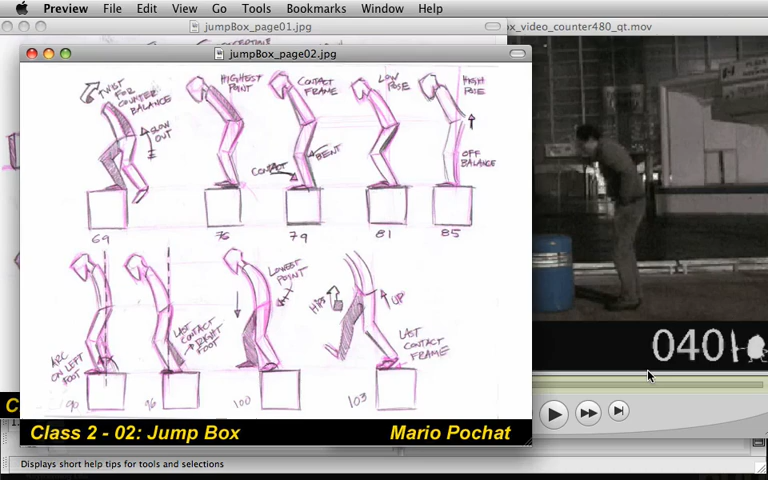 Preview File Edit View Go Tools Bookmarks Window Help
jumpBox_page01.jpg
ox_video_counter480_qt.mov
jumpBox_page02.jpg
TWIST FOR COUNTER BALANCE
SLOW OUT
HIGHEST POINT
CONTACT FRAME
CONTACT
BENT
LOW POSE
HIGH POSE
OFF BALANCE
69 76 79 81 85
ARC ON LEFT FOOT
LAST CONTACT RIGHT FOOT
LOWEST POINT
HIPS
UP
LAST CONTACT FRAME
90 96 100 103
0401
Class 2 - 02: Jump Box Mario Pochat
Displays short help tips for tools and selections